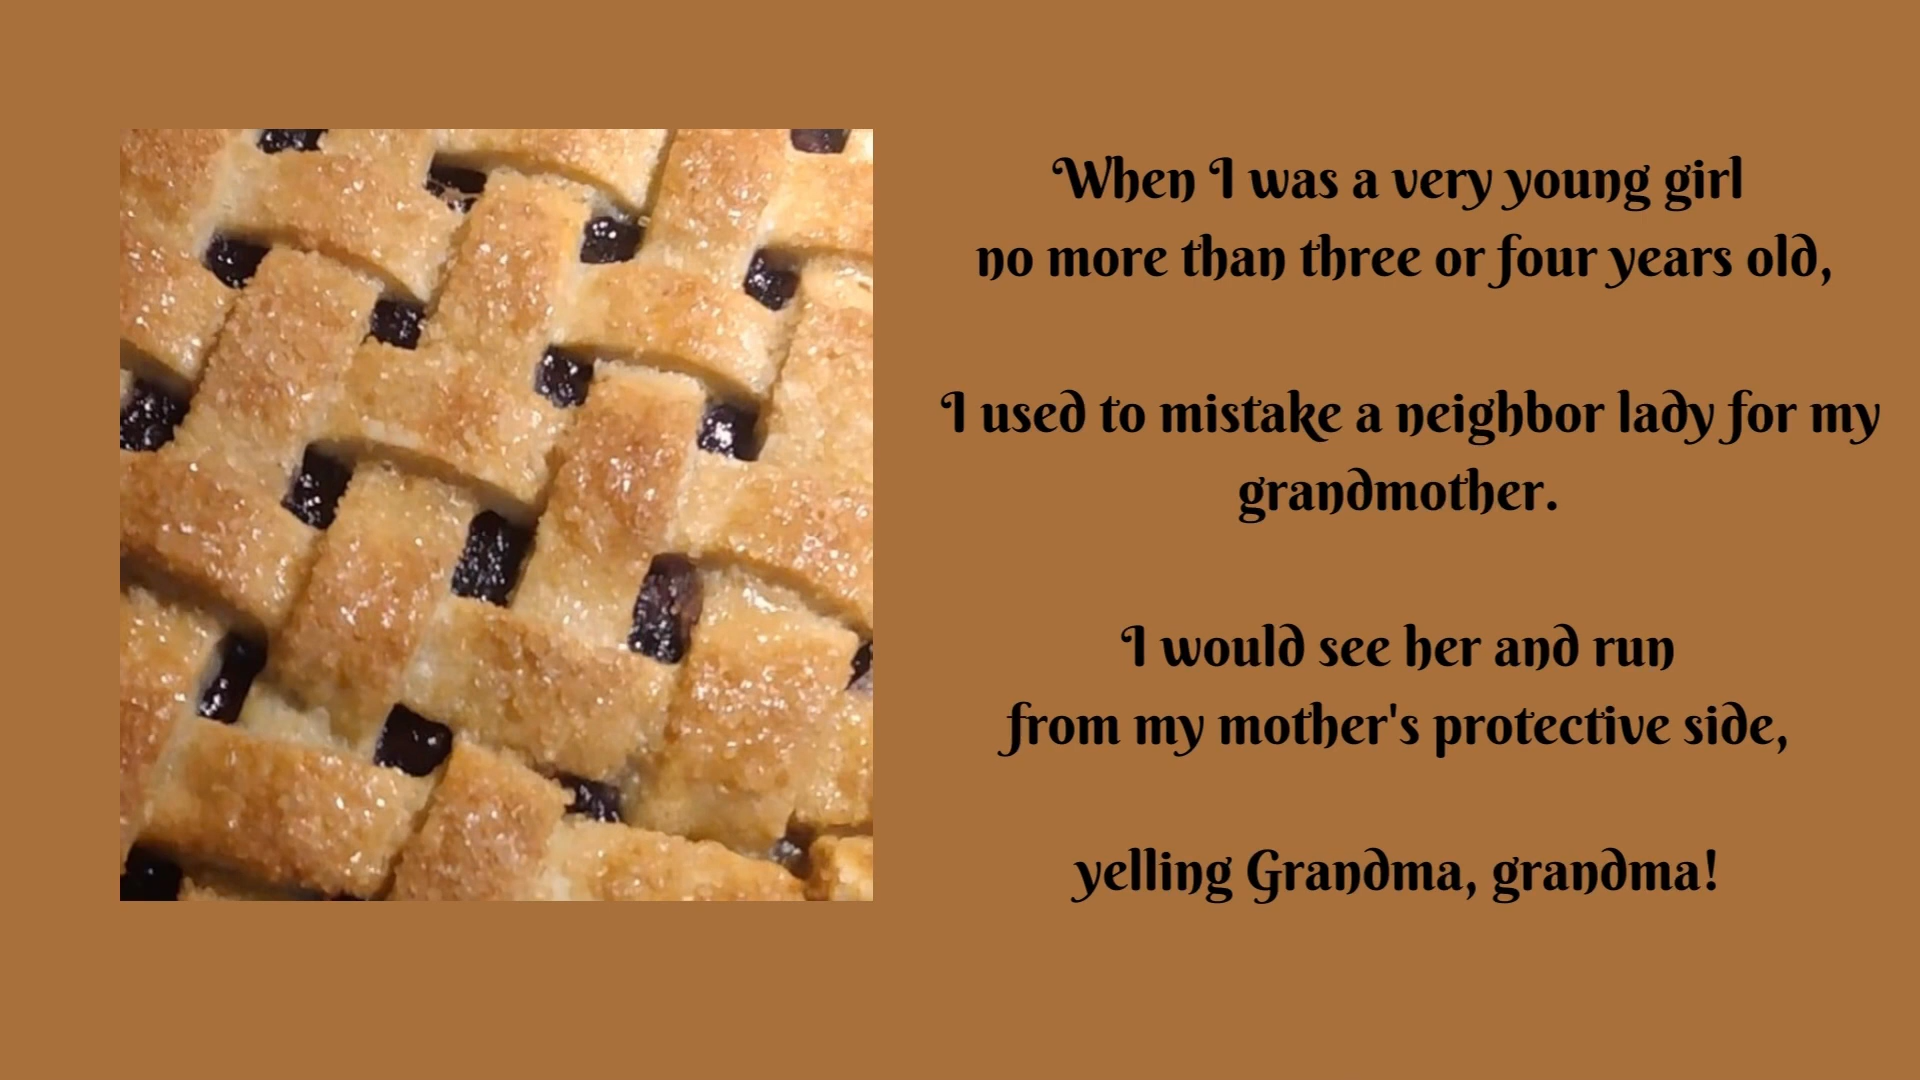 When I was a very young girl
no more than three or four years old,
I used to mistake a neighbor lady for my
grandmother.
I would see her and run
from my mother's protective side,
yelling Grandma, grandma!